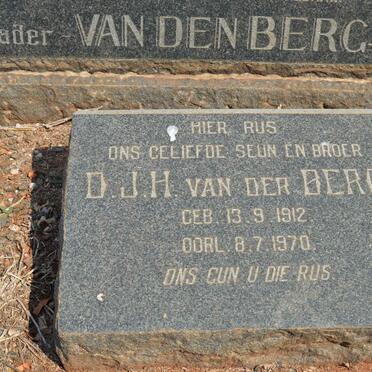 ader VAN DEN BERG
HIER RUS
ONS GELIEFDE SEUN EN BROER
D.J.H. VAN DER BERG
GEB. 13.9.1912.
OORL. 8.7.1970.
ONS GUN U DIE RUS